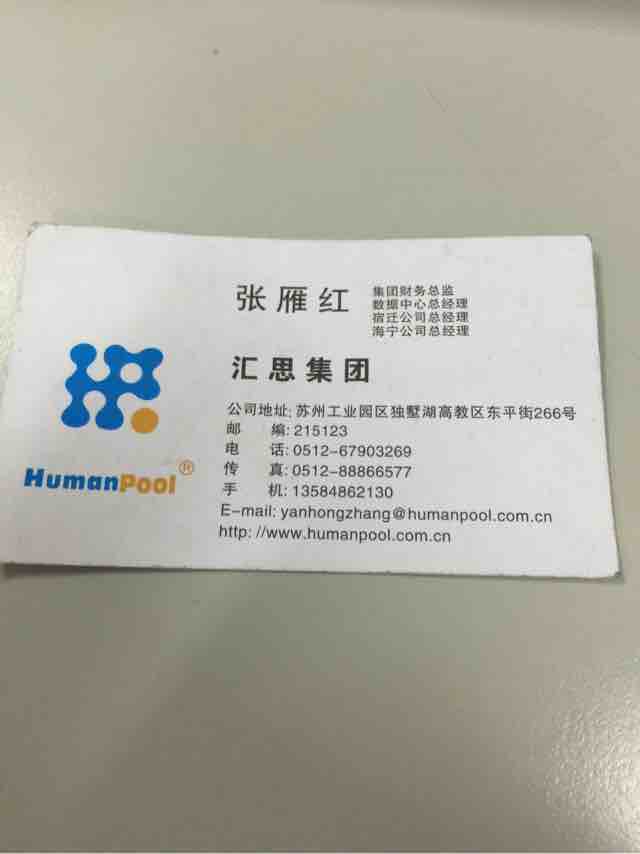 张雁红
集团财务总监
数据中心总经理
宿迁公司总经理
海宁公司总经理
汇思集团
HumanPool®
公司地址: 苏州工业园区独墅湖高教区东平街266号
邮 编: 215123
电 话: 0512-67903269
传 真: 0512-88866577
手 机: 13584862130
E-mail: yanhongzhang@humanpool.com.cn
http: //www.humanpool.com.cn